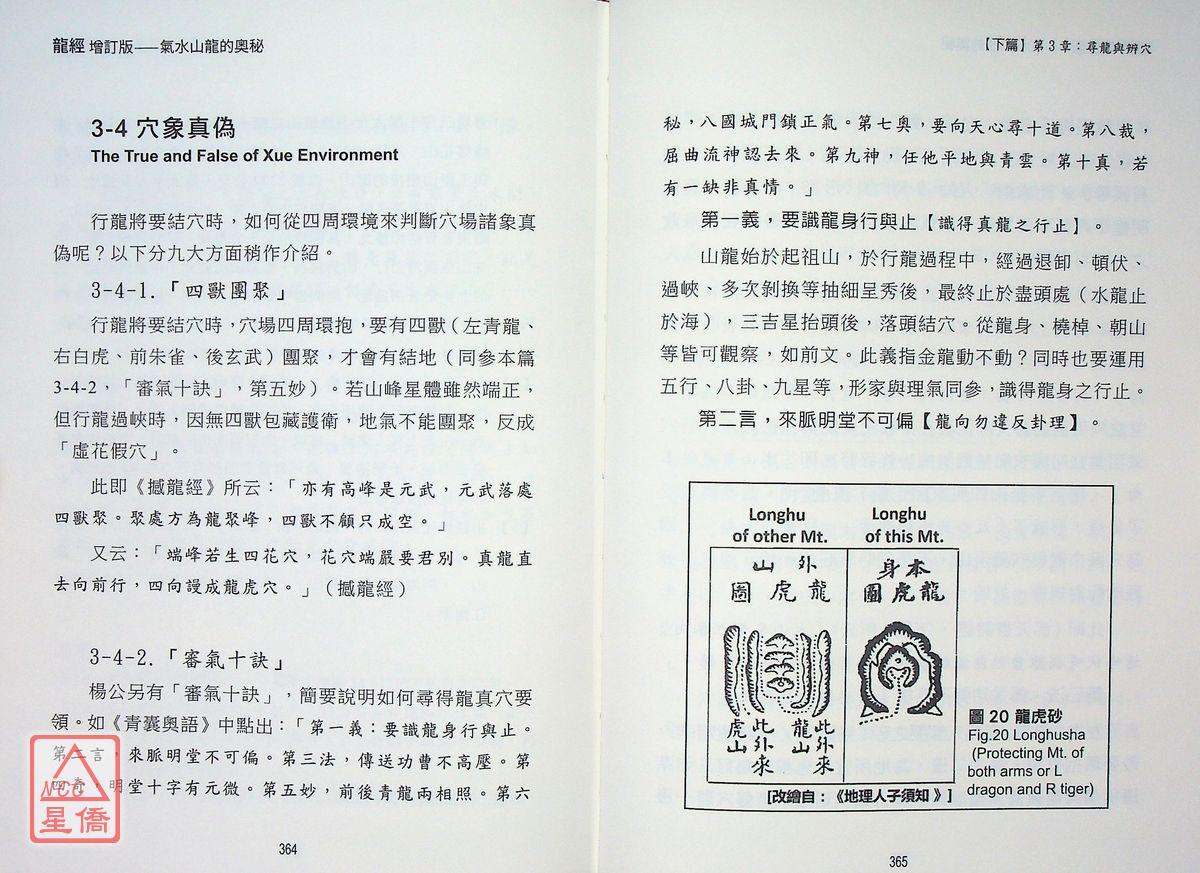 龍經 增訂版──氣水山龍的奧秘
3-4 穴象真偽
The True and False of Xue Environment
行龍將要結穴時，如何從四周環境來判斷穴場諸象真
偽呢？以下分九大方面稍作介紹。
3-4-1.「四獸團聚」
行龍將要結穴時，穴場四周環抱，要有四獸（左青龍、
右白虎、前朱雀、後玄武）團聚，才會有結地（同參本篇
3-4-2，「審氣十訣」，第五妙）。若山峰星體雖然端正，
但行龍過峽時，因無四獸包藏護衛，地氣不能團聚，反成
「虛花假穴」。
此即《撼龍經》所云：「亦有高峰是元武，元武落處
四獸聚。聚處方為龍聚峰，四獸不顧只成空。」
又云：「端峰若生四花穴，花穴端嚴要君別。真龍直
去向前行，四向謾成龍虎穴。」（撼龍經）
3-4-2.「審氣十訣」
楊公另有「審氣十訣」，簡要說明如何尋得龍真穴要
領。如《青囊奧語》中點出：「第一義：要識龍身行與止。
第二言，來脈明堂不可偏。第三法，傳送功曹不高壓。第
四奇，明堂十字有元微。第五妙，前後青龍兩相照。第六
NCC
星僑
364
【下篇】第3章：尋龍與辨穴
秘，八國城門鎖正氣。第七奧，要向天心尋十道。第八裁，
屈曲流神認去來。第九神，任他平地與青雲。第十真，若
有一缺非真情。」
第一義，要識龍身行與止【識得真龍之行止】。
山龍始於起祖山，於行龍過程中，經過退卸、頓伏、
過峽、多次剝換等抽細呈秀後，最終止於盡頭處（水龍止
於海），三吉星抬頭後，落頭結穴。從龍身、橈棹、朝山
等皆可觀察，如前文。此義指金龍動不動？同時也要運用
五行、八卦、九星等，形家與理氣同參，識得龍身之行止。
第二言，來脈明堂不可偏【龍向勿違反卦理】。
Longhu
of other Mt.
Longhu
of this Mt.
外山
龍虎圖
本身
龍虎圖
此外來
虎山
此外來
龍山
圖 20 龍虎砂
Fig.20 Longhusha
(Protecting Mt. of
both arms or L
dragon and R tiger)
[改繪自：《地理人子須知》]
365